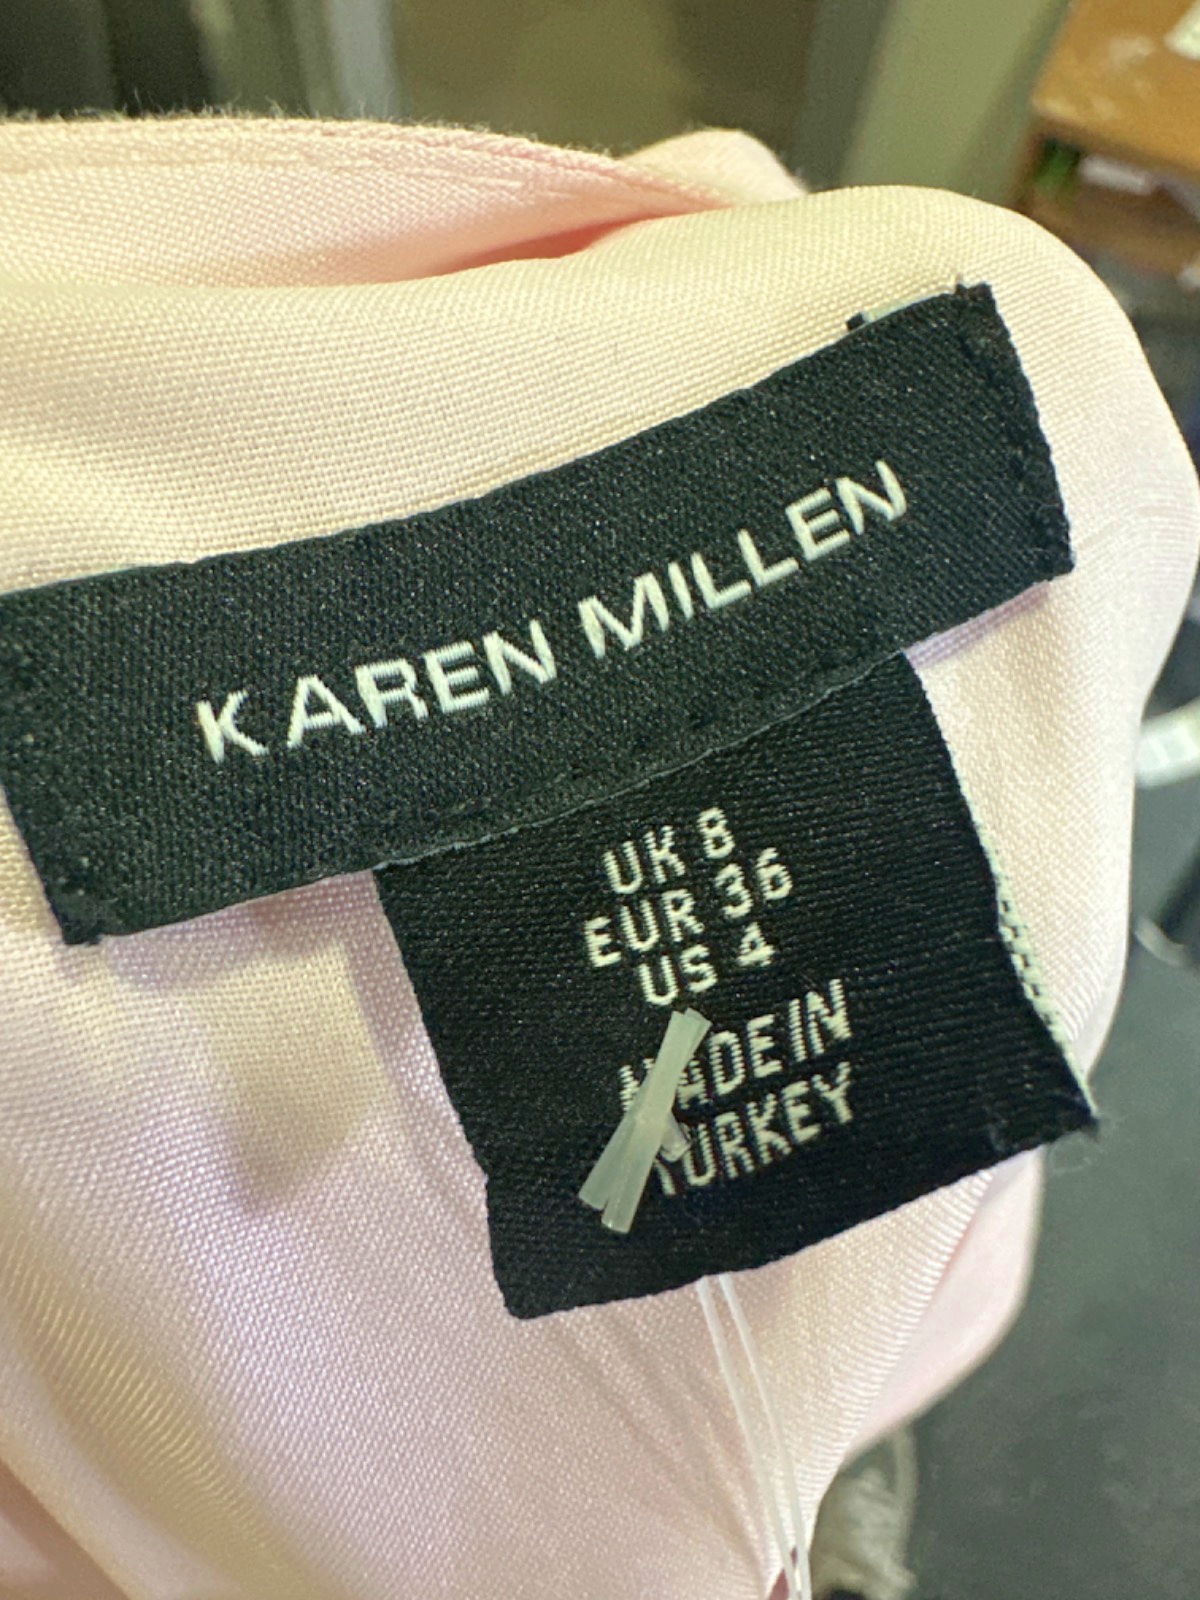 KAREN MILLEN
UK 8
EUR 36
US 4
MADE IN
TURKEY